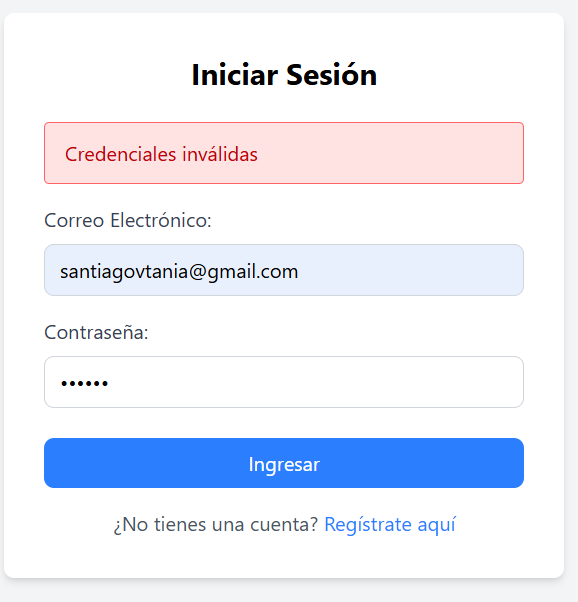 Iniciar Sesión
Credenciales inválidas
Correo Electrónico:
santiagovtania@gmail.com
Contraseña:
••••••
Ingresar
¿No tienes una cuenta? Regístrate aquí